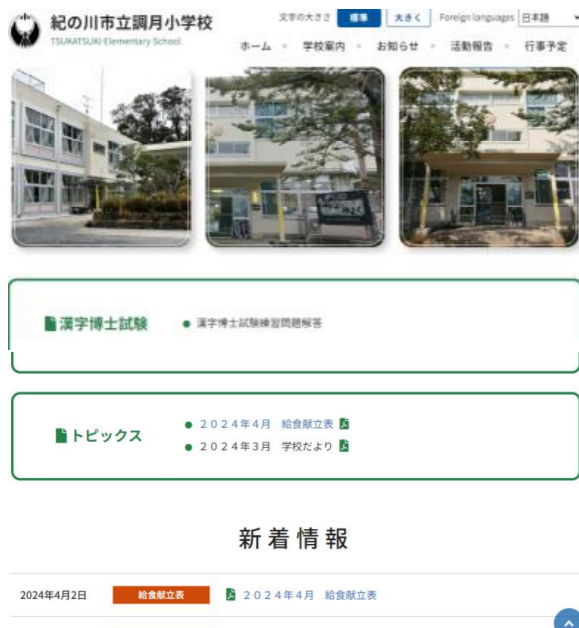 紀の川市立調月小学校
TSUKATSUKI Elementary School
文字の大きさ 標準 大きく Foreign languages 日本語
ホーム 学校案内 お知らせ 活動報告 行事予定
漢字博士試験
漢字博士試験練習問題解答
トピックス
２０２４年４月　給食献立表
２０２４年３月　学校だより
新着情報
2024年4月2日 給食献立表 ２０２４年４月　給食献立表